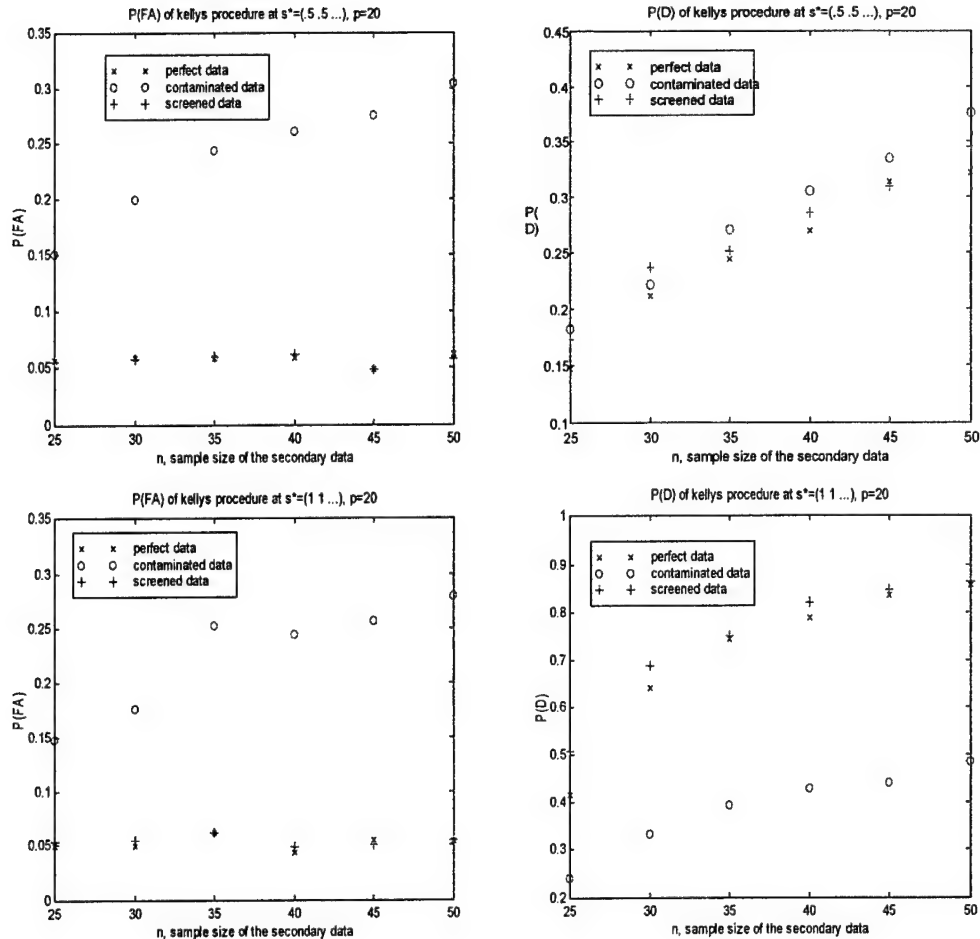 P(FA) of kellys procedure at s*=(.5 .5 ...), p=20
0.35
0.3
0.25
0.2
0.15
0.1
0.05
0
P(FA)
x x perfect data
o o contaminated data
+ + screened data
25 30 35 40 45 50
n, sample size of the secondary data
P(D) of kellys procedure at s*=(.5 .5 ...), p=20
0.45
0.4
0.35
0.3
0.25
0.2
0.15
0.1
P(
D)
x x perfect data
O O contaminated data
+ + screened data
25 30 35 40 45 50
n, sample size of the secondary data
P(FA) of kellys procedure at s*=(1 1 ...), p=20
0.35
0.3
0.25
0.2
0.15
0.1
0.05
0
P(FA)
x x perfect data
o o contaminated data
+ + screened data
25 30 35 40 45 50
n, sample size of the secondary data
P(D) of kellys procedure at s*=(1 1 ...), p=20
1
0.9
0.8
0.7
0.6
0.5
0.4
0.3
0.2
P(D)
x x perfect data
o o contaminated data
+ + screened data
25 30 35 40 45 50
n, sample size of the secondary data